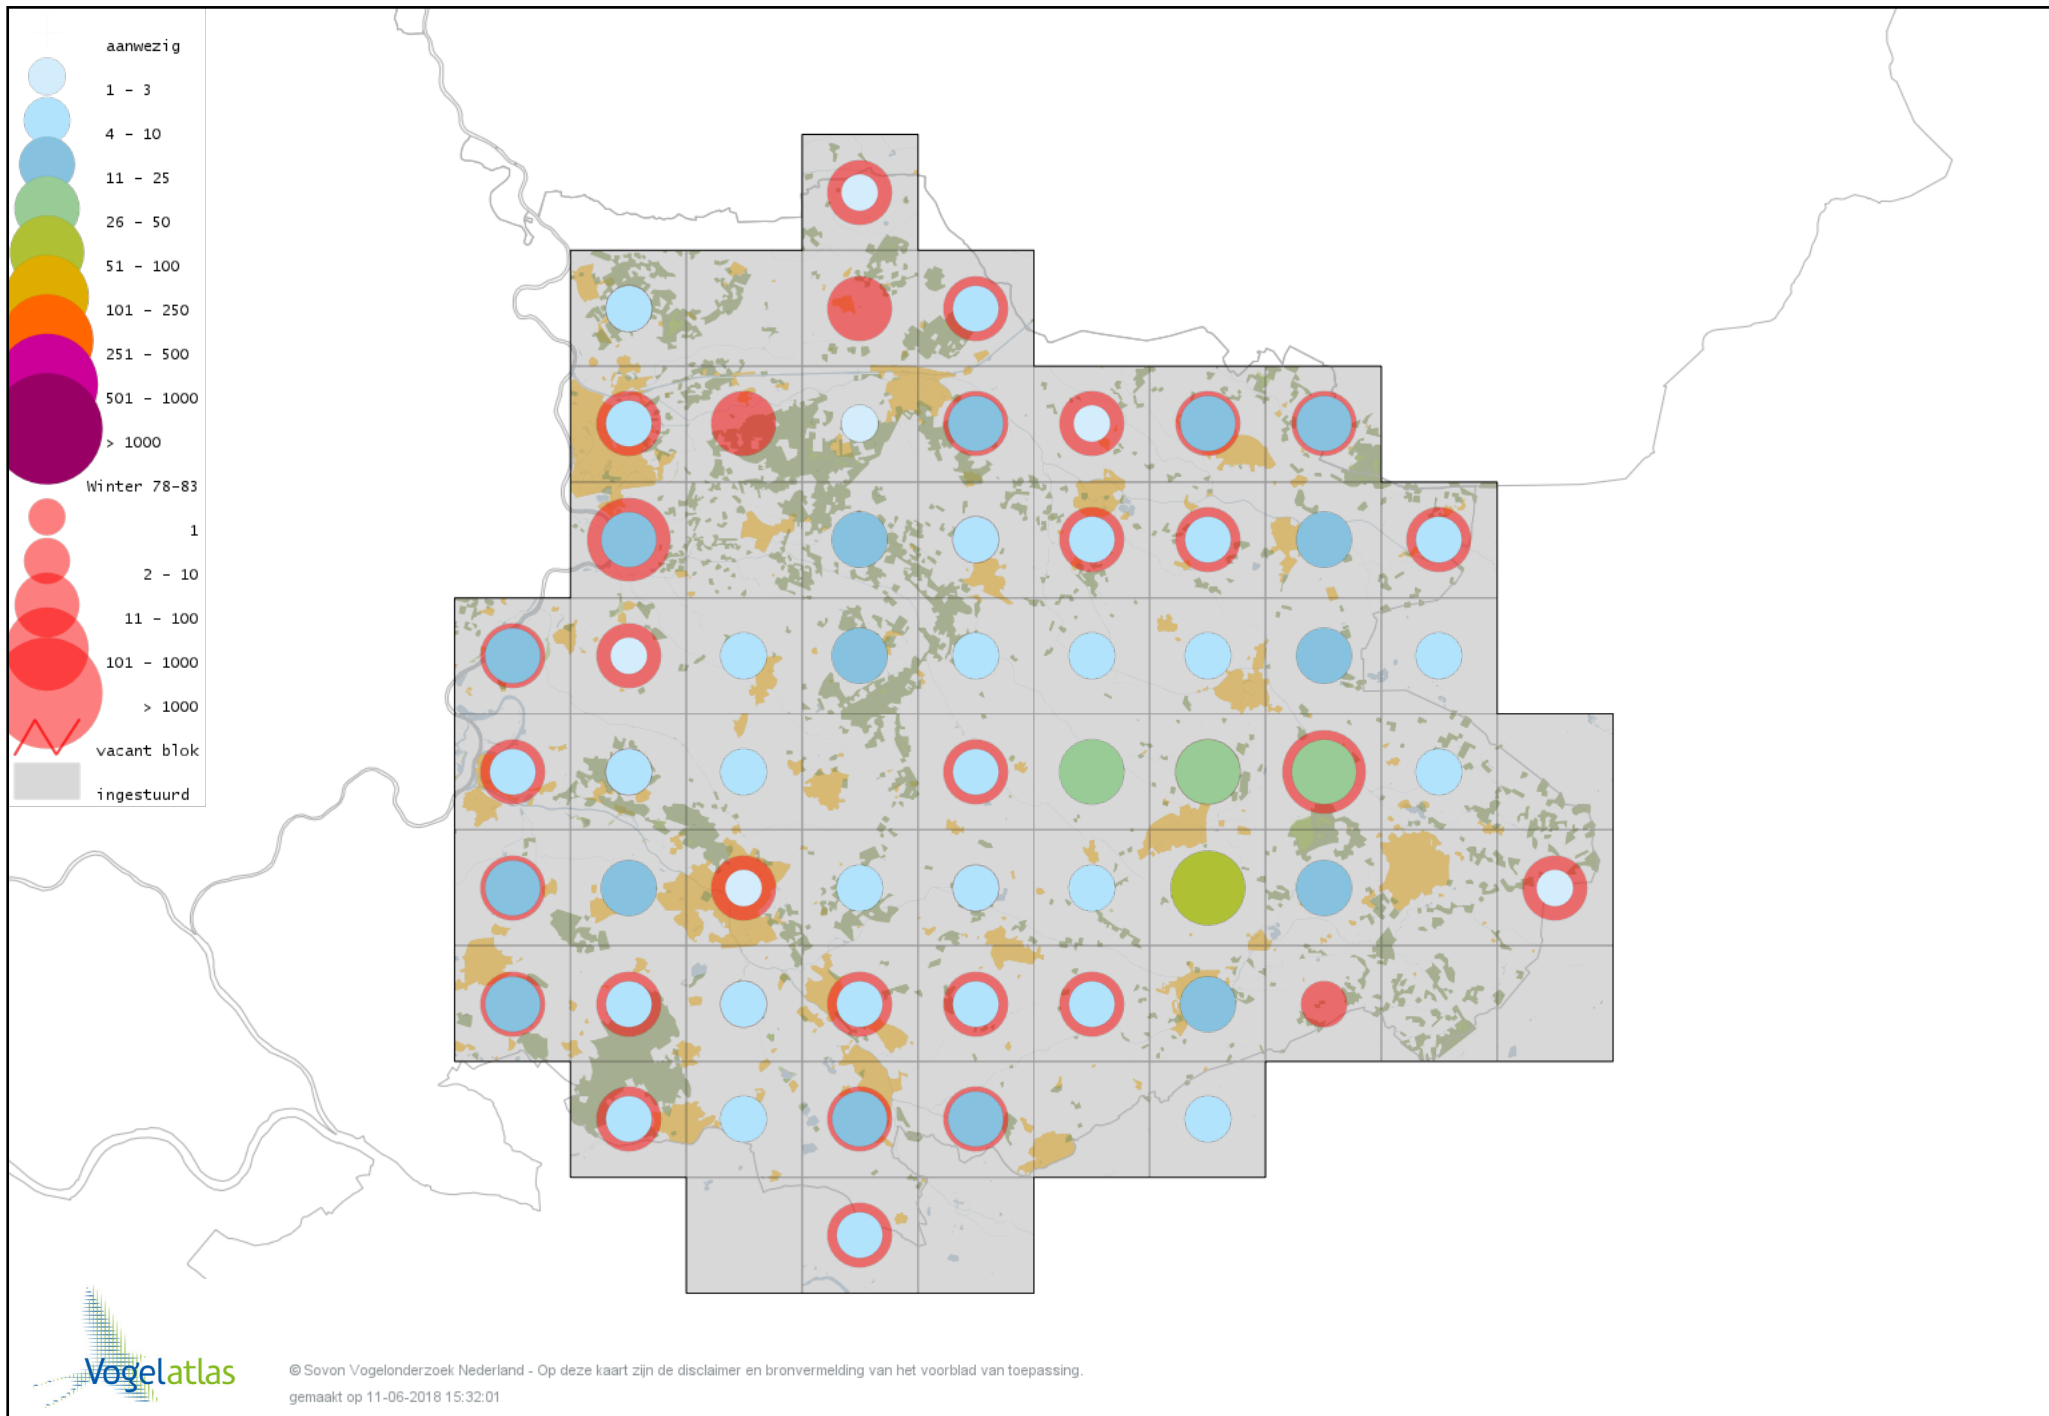 aanwezig
1 - 3
4 - 10
11 - 25
26 - 50
51 - 100
101 - 250
251 - 500
501 - 1000
> 1000
Winter 78-83
1
2 - 10
11 - 100
101 - 1000
> 1000
vacant blok
ingestuurd
Vogelatlas
© Sovon Vogelonderzoek Nederland - Op deze kaart zijn de disclaimer en bronvermelding van het voorblad van toepassing.
gemaakt op 11-06-2018 15:32:01